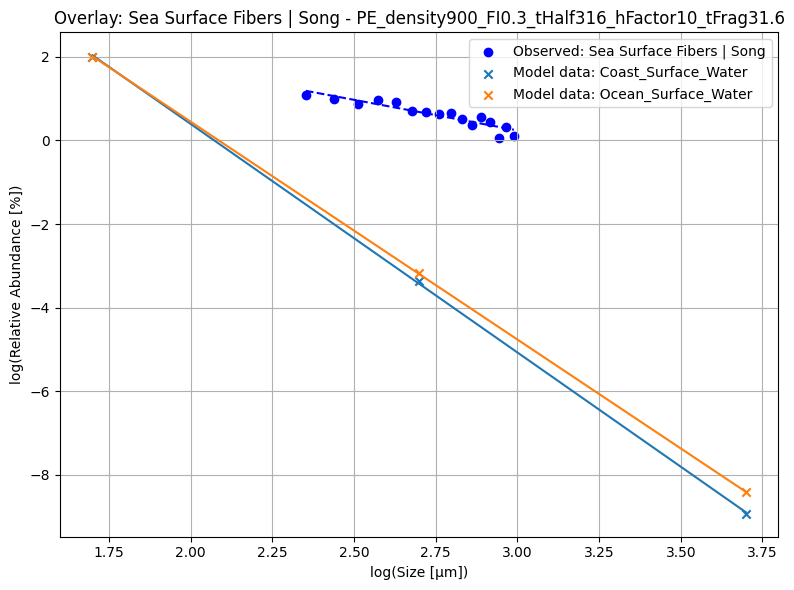 Overlay: Sea Surface Fibers | Song - PE_density900_FI0.3_tHalf316_hFactor10_tFrag31.6
Observed: Sea Surface Fibers | Song
Model data: Coast_Surface_Water
Model data: Ocean_Surface_Water
log(Relative Abundance [%])
2
0
−2
−4
−6
−8
1.75 2.00 2.25 2.50 2.75 3.00 3.25 3.50 3.75
log(Size [μm])